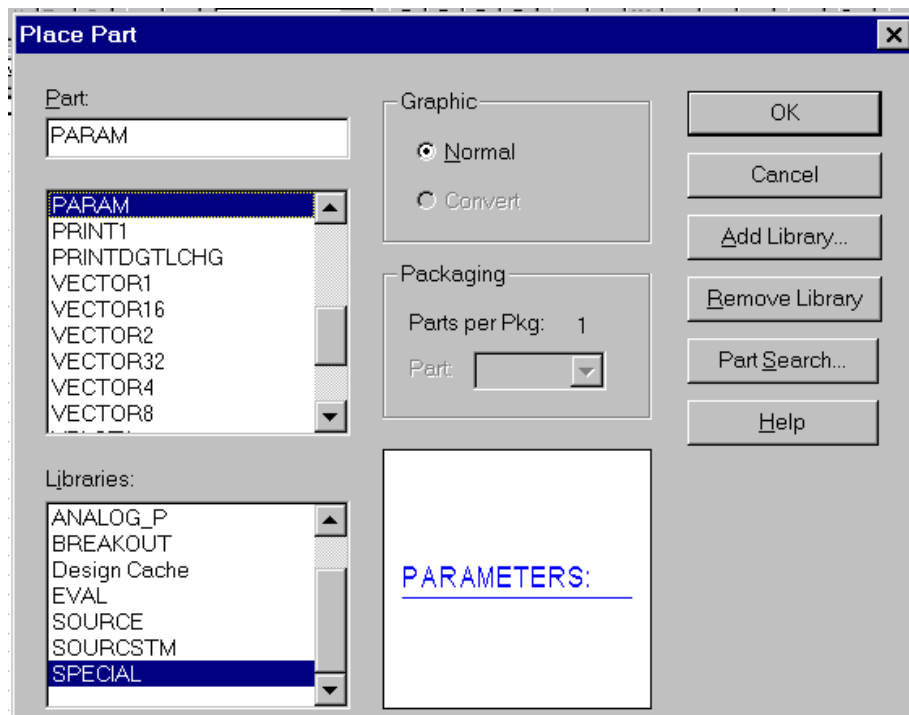 Place Part
Part:
PARAM
PARAM
PRINT1
PRINTDGTLCHG
VECTOR1
VECTOR16
VECTOR2
VECTOR32
VECTOR4
VECTOR8
Libraries:
ANALOG_P
BREAKOUT
Design Cache
EVAL
SOURCE
SOURCSTM
SPECIAL
Graphic
Normal
Convert
Packaging
Parts per Pkg: 1
Part:
PARAMETERS:
OK
Cancel
Add Library...
Remove Library
Part Search...
Help